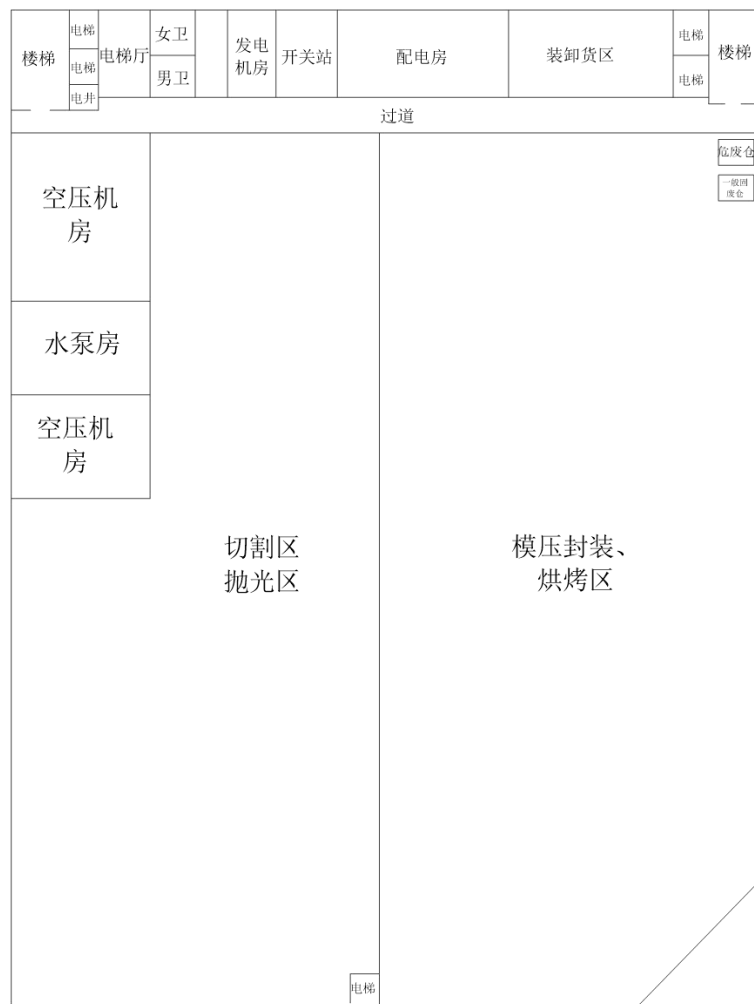 楼梯
电梯
电梯
电井
电梯厅
女卫
男卫
发电
机房
开关站
配电房
装卸货区
电梯
电梯
楼梯
过道
危废仓
一般固
废仓
空压机
房
水泵房
空压机
房
切割区
抛光区
模压封装、
烘烤区
电梯